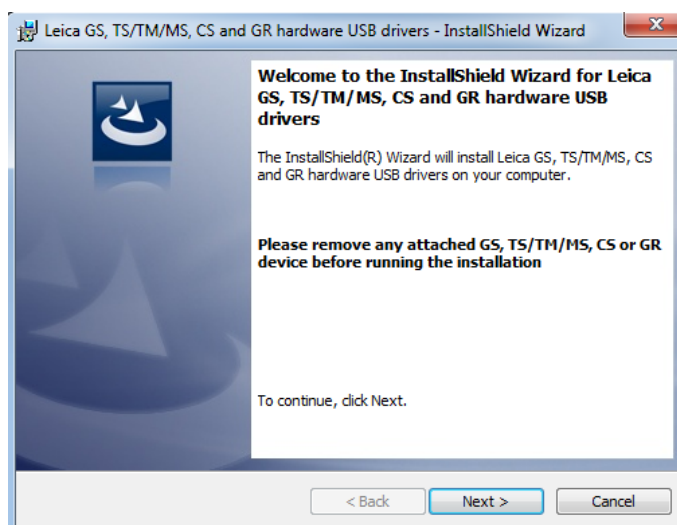 Leica GS, TS/TM/MS, CS and GR hardware USB drivers - InstallShield Wizard
Welcome to the InstallShield Wizard for Leica
GS, TS/TM/MS, CS and GR hardware USB
drivers
The InstallShield(R) Wizard will install Leica GS, TS/TM/MS, CS
and GR hardware USB drivers on your computer.
Please remove any attached GS, TS/TM/MS, CS or GR
device before running the installation
To continue, click Next.
< Back Next > Cancel